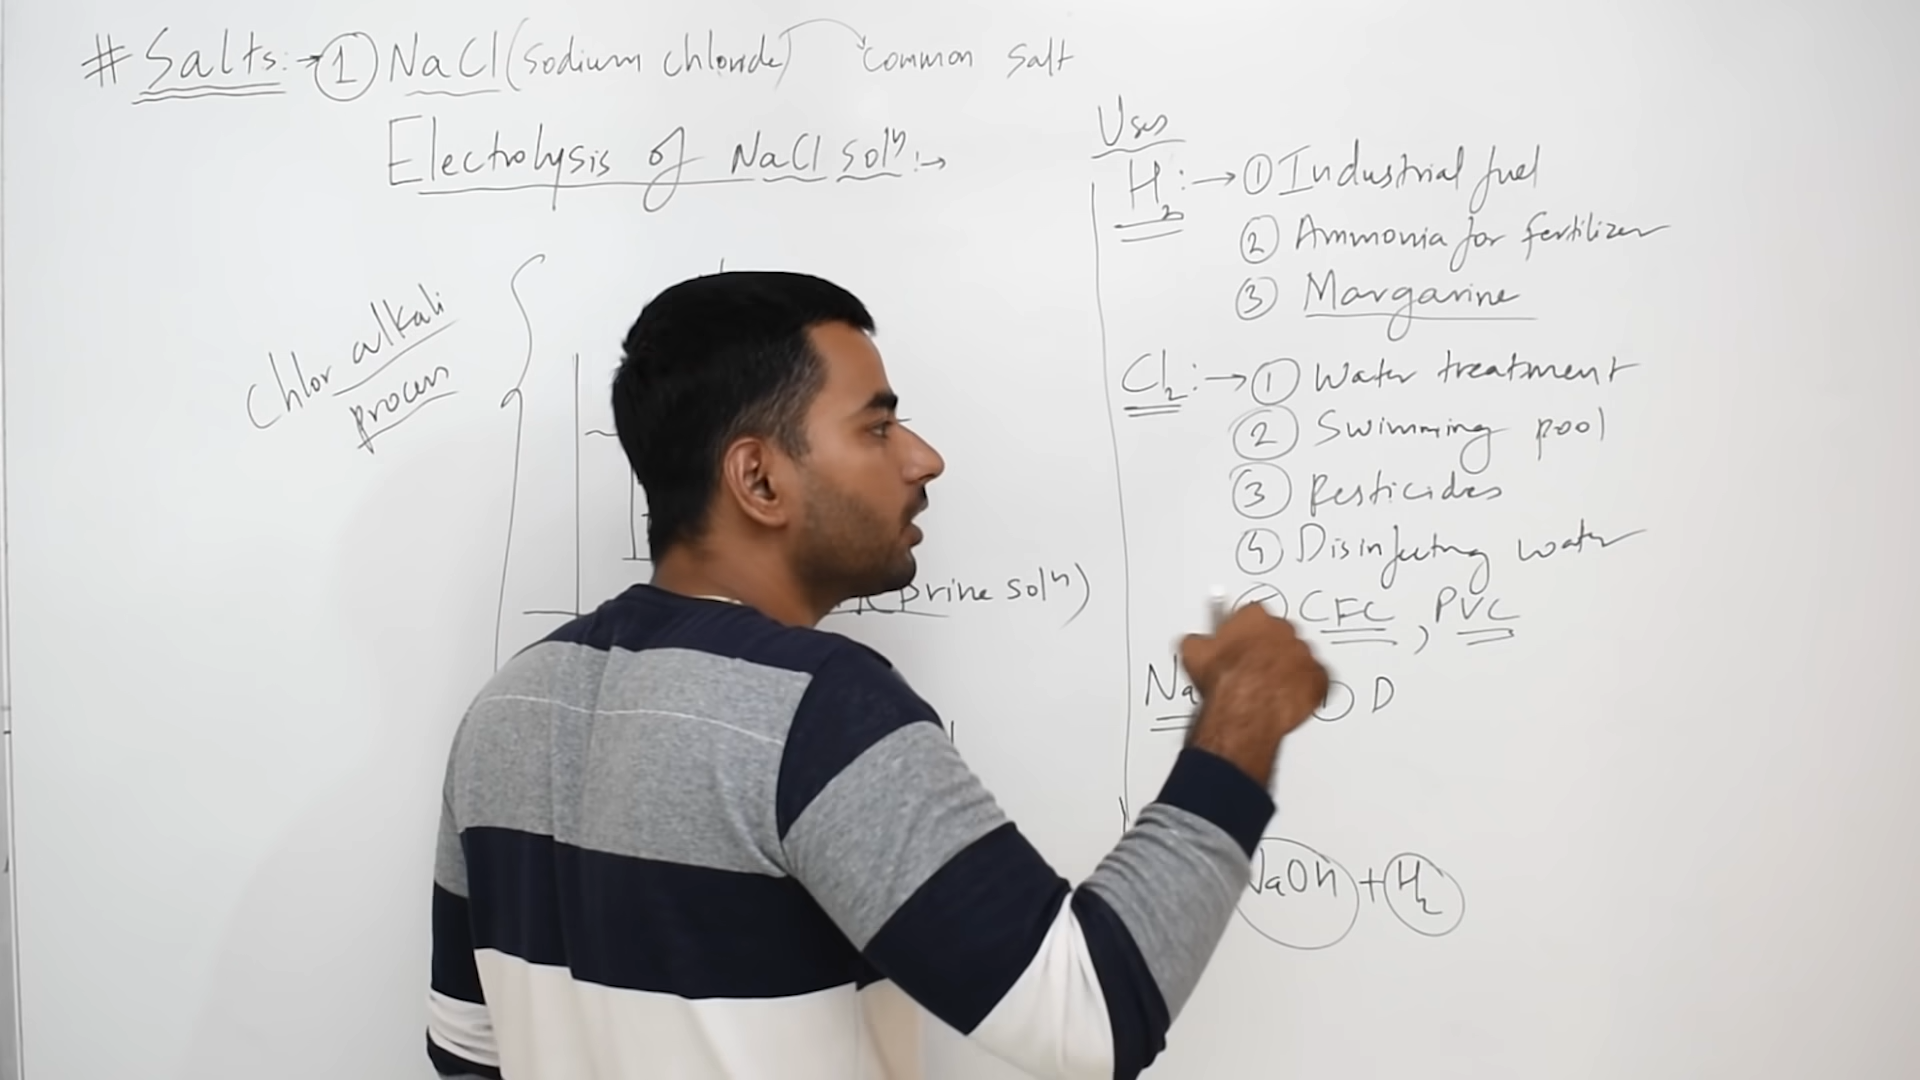 # Salts:→ ① NaCl (sodium chloride) common salt
Electrolysis of NaCl solⁿ:→
Chlor alkali
process
brine solⁿ)
Uses
H₂:→ ① Industrial fuel
② Ammonia for fertilizer
③ Margarine
Cl₂:→ ① Water treatment
② Swimming pool
③ Pesticides
④ Disinfecting water
CFC, PVC
Na D
NaOH + H₂